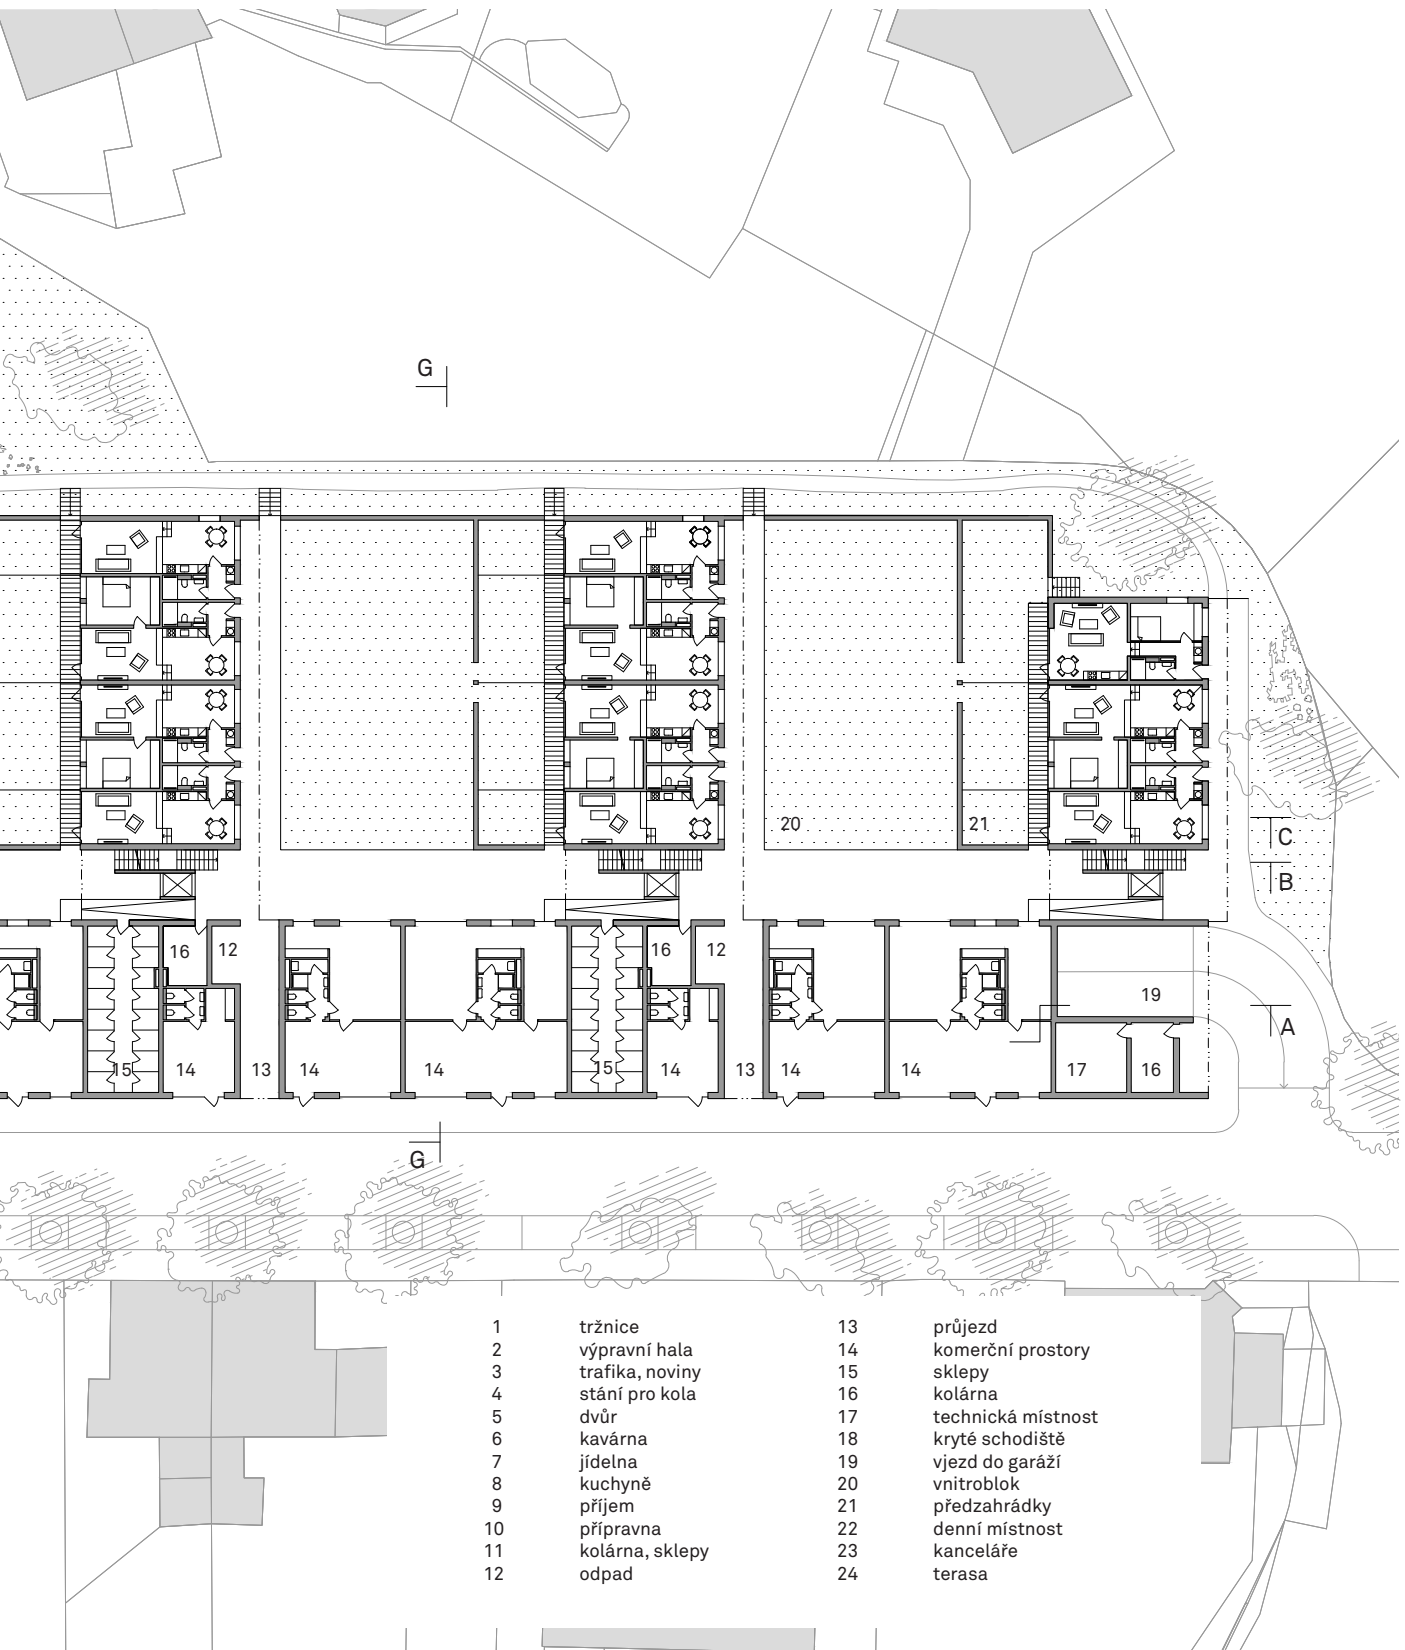 G
20
21
C
B
16
12
16
12
19
A
15
14
13
14
14
15
14
13
14
14
17
16
G
1 tržnice
2 výpravní hala
3 trafika, noviny
4 stání pro kola
5 dvůr
6 kavárna
7 jídelna
8 kuchyně
9 příjem
10 přípravna
11 kolárna, sklepy
12 odpad
13 průjezd
14 komerční prostory
15 sklepy
16 kolárna
17 technická místnost
18 kryté schodiště
19 vjezd do garáží
20 vnitroblok
21 předzahrádky
22 denní místnost
23 kanceláře
24 terasa